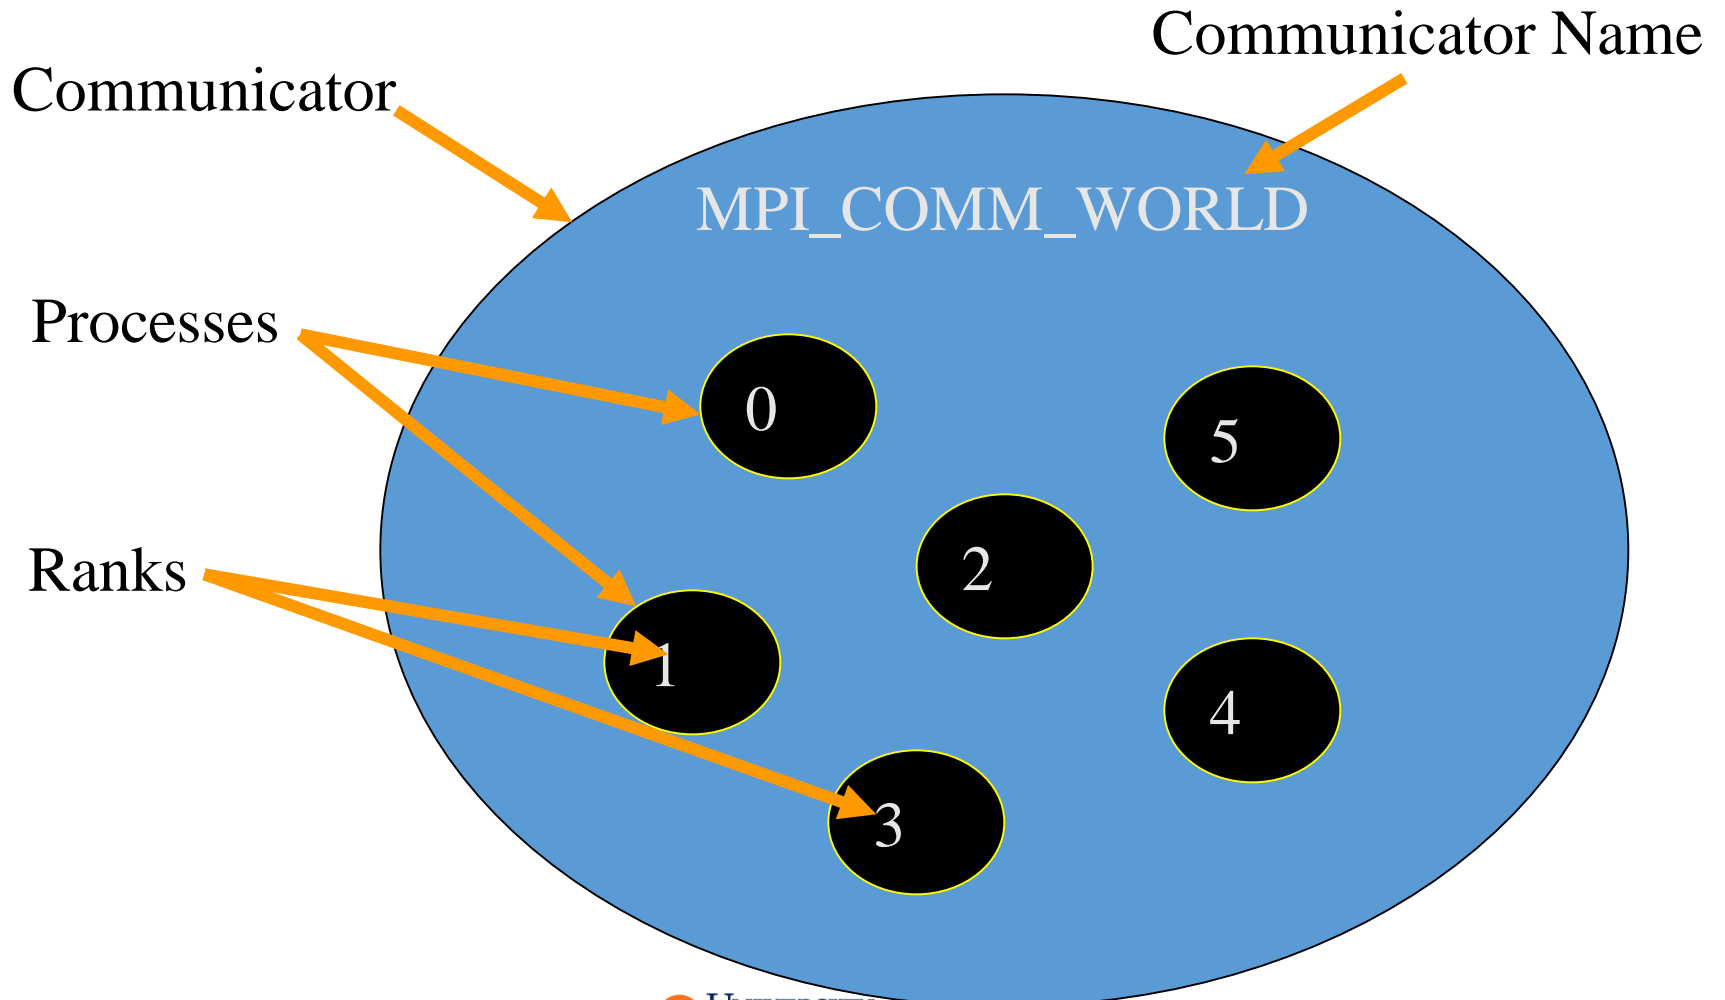 Communicator Name
Communicator
MPI_COMM_WORLD
Processes
0
5
2
Ranks
1
4
3